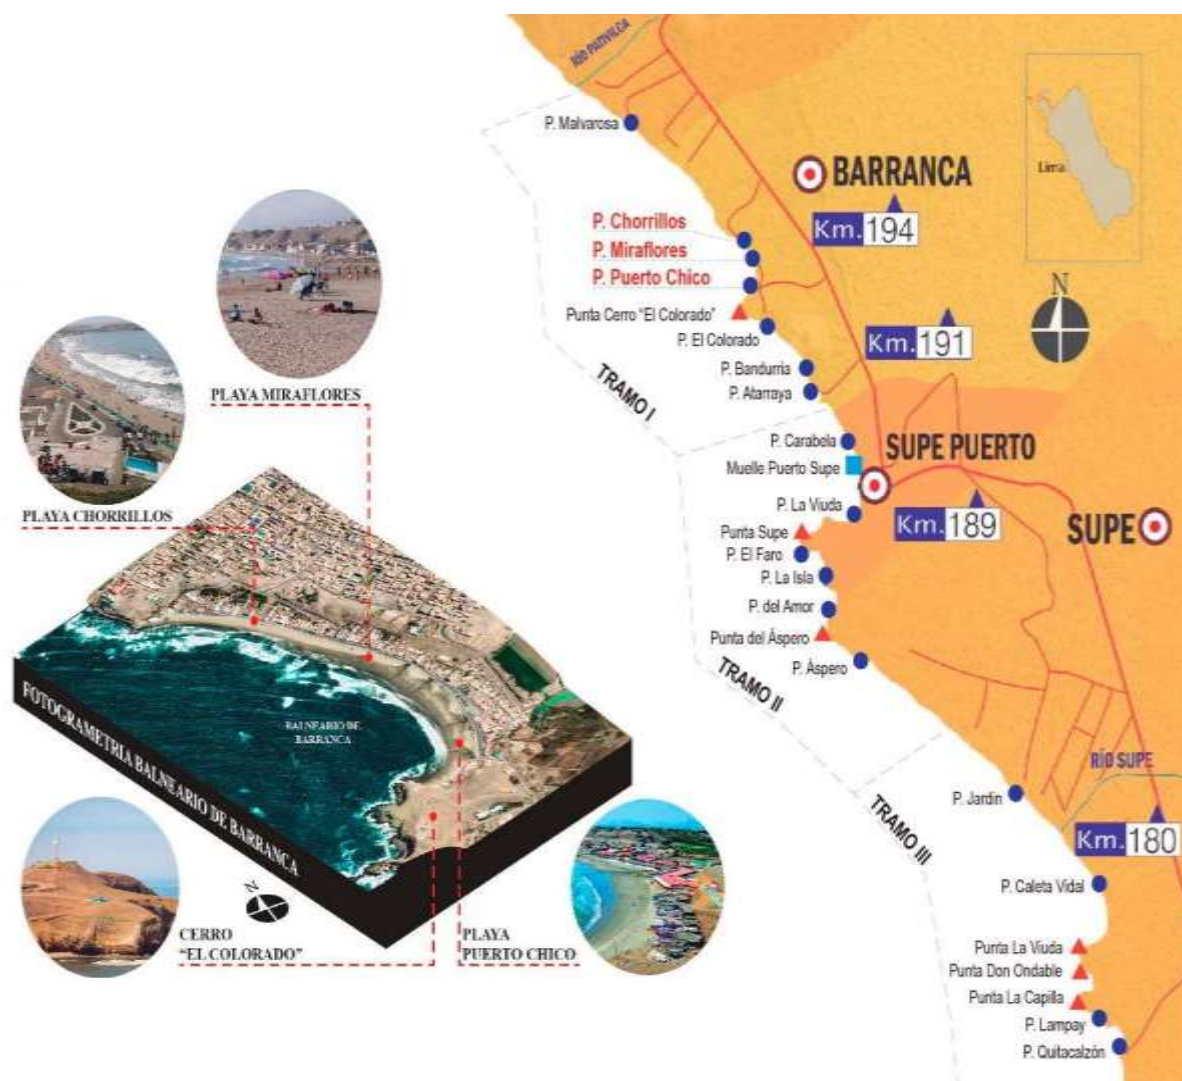 RÍO PATIVILCA
P. Malvarosa
BARRANCA
Km. 194
Lima
P. Chorrillos
P. Miraflores
P. Puerto Chico
N
Punta Cerro "El Colorado"
P. El Colorado
Km. 191
P. Bandurria
P. Atarraya
TRAMO I
P. Carabela
SUPE PUERTO
Muelle Puerto Supe
P. La Viuda
Km. 189
SUPE
Punta Supe
P. El Faro
P. La Isla
P. del Amor
Punta del Áspero
P. Áspero
TRAMO II
RÍO SUPE
P. Jardin
TRAMO III
Km. 180
P. Caleta Vidal
Punta La Viuda
Punta Don Ondable
Punta La Capilla
P. Lampay
P. Quitacalzón
PLAYA MIRAFLORES
PLAYA CHORRILLOS
BALNEARIO DE
BARRANCA
FOTOGRAMETRIA BALNEARIO DE BARRANCA
N
CERRO
"EL COLORADO"
PLAYA
PUERTO CHICO